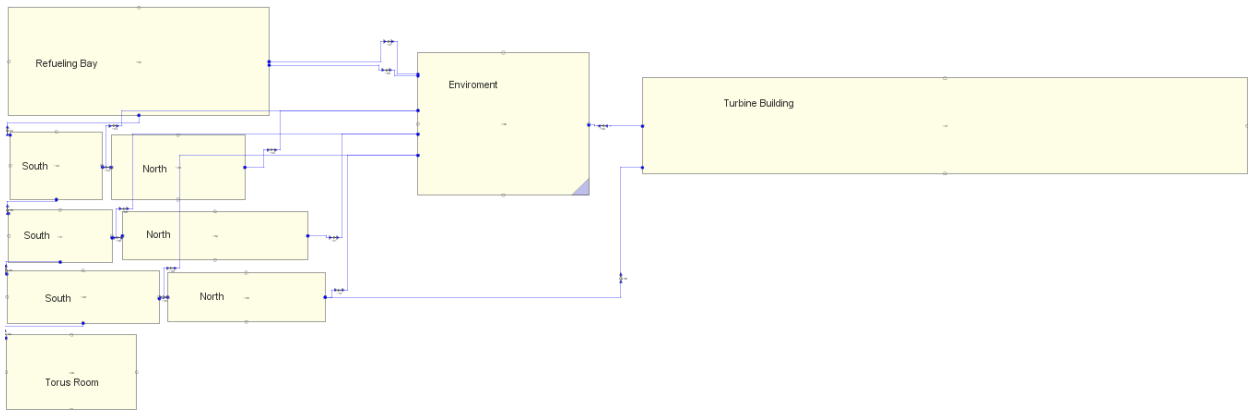 Refueling Bay
Enviroment
Turbine Building
South
North
South
North
South
North
Torus Room